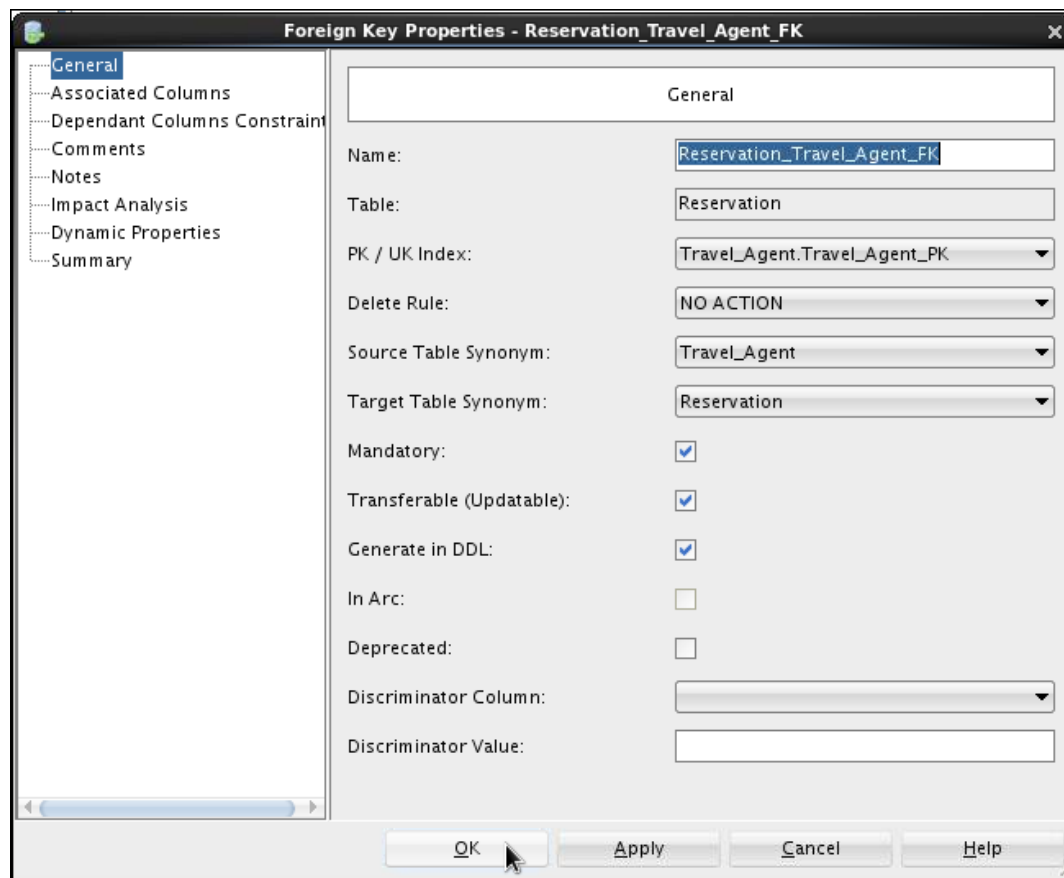 Foreign Key Properties - Reservation_Travel_Agent_FK
General
Associated Columns
Dependant Columns Constraint
Comments
Notes
Impact Analysis
Dynamic Properties
Summary
General
Name: Reservation_Travel_Agent_FK
Table: Reservation
PK / UK Index: Travel_Agent.Travel_Agent_PK
Delete Rule: NO ACTION
Source Table Synonym: Travel_Agent
Target Table Synonym: Reservation
Mandatory:
Transferable (Updatable):
Generate in DDL:
In Arc:
Deprecated:
Discriminator Column:
Discriminator Value:
OK Apply Cancel Help